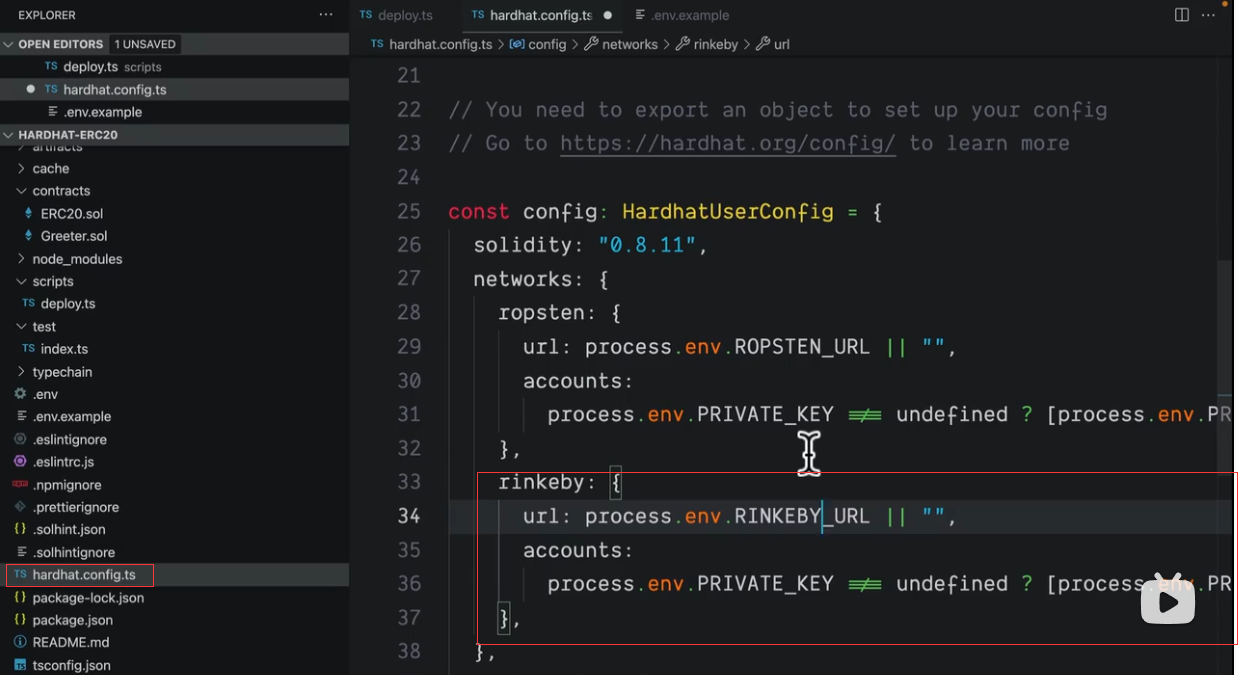 EXPLORER
OPEN EDITORS 1 UNSAVED
TS deploy.ts scripts
TS hardhat.config.ts
.env.example
HARDHAT-ERC20
artifacts
cache
contracts
ERC20.sol
Greeter.sol
node_modules
scripts
TS deploy.ts
test
TS index.ts
typechain
.env
.env.example
.eslintignore
.eslintrc.js
.npmignore
.prettierignore
{} .solhint.json
.solhintignore
TS hardhat.config.ts
{} package-lock.json
{} package.json
README.md
TS tsconfig.json
TS deploy.ts TS hardhat.config.ts .env.example
TS hardhat.config.ts > config > networks > rinkeby > url
21
22 // You need to export an object to set up your config
23 // Go to https://hardhat.org/config/ to learn more
24
25 const config: HardhatUserConfig = {
26 solidity: "0.8.11",
27 networks: {
28 ropsten: {
29 url: process.env.ROPSTEN_URL || "",
30 accounts:
31 process.env.PRIVATE_KEY !== undefined ? [process.env.PR
32 },
33 rinkeby: {
34 url: process.env.RINKEBY_URL || "",
35 accounts:
36 process.env.PRIVATE_KEY !== undefined ? [process.env.PR
37 },
38 },